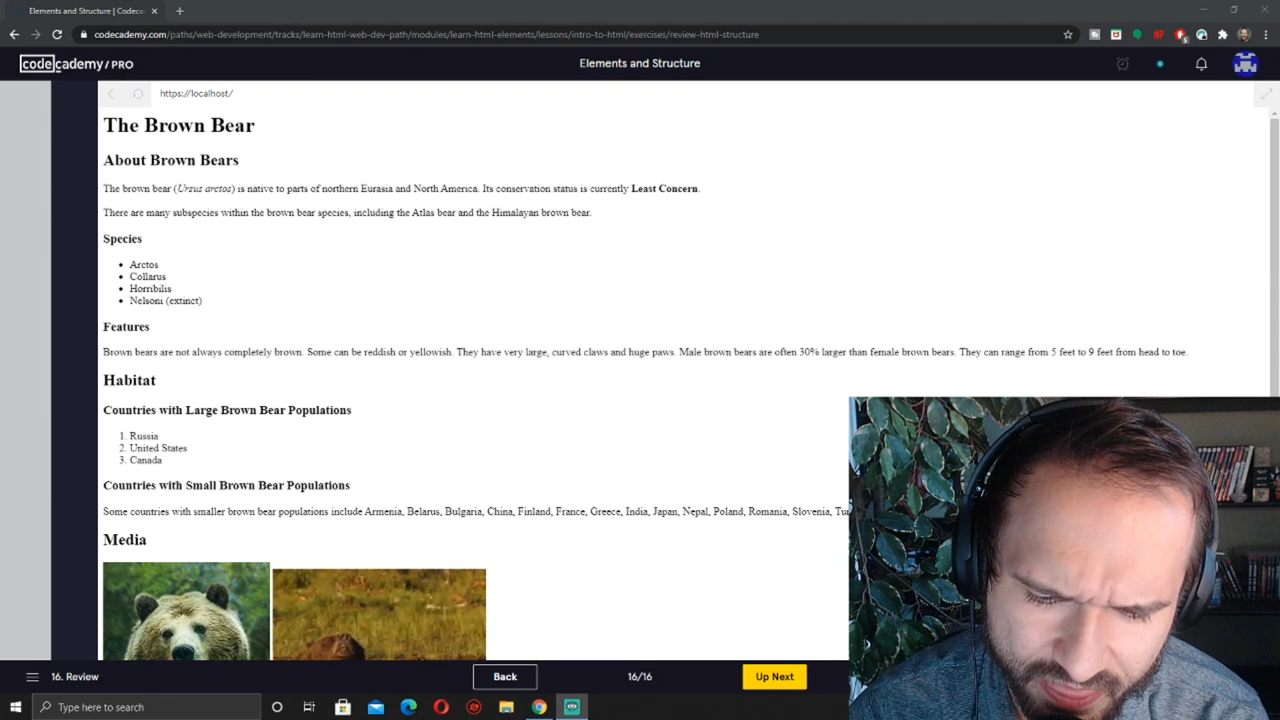 Elements and Structure | Codeca
codecademy.com/paths/web-development/tracks/learn-html-web-dev-path/modules/learn-html-elements/lessons/intro-to-html/exercises/review-html-structure
codecademy / PRO
Elements and Structure
https://localhost/
The Brown Bear
About Brown Bears
The brown bear (Ursus arctos) is native to parts of northern Eurasia and North America. Its conservation status is currently Least Concern.
There are many subspecies within the brown bear species, including the Atlas bear and the Himalayan brown bear.
Species
• Arctos
• Collarus
• Horribilis
• Nelsoni (extinct)
Features
Brown bears are not always completely brown. Some can be reddish or yellowish. They have very large, curved claws and huge paws. Male brown bears are often 30% larger than female brown bears. They can range from 5 feet to 9 feet from head to toe.
Habitat
Countries with Large Brown Bear Populations
1. Russia
2. United States
3. Canada
Countries with Small Brown Bear Populations
Some countries with smaller brown bear populations include Armenia, Belarus, Bulgaria, China, Finland, France, Greece, India, Japan, Nepal, Poland, Romania, Slovenia, Tu
Media
16. Review
Back
16/16
Up Next
Type here to search